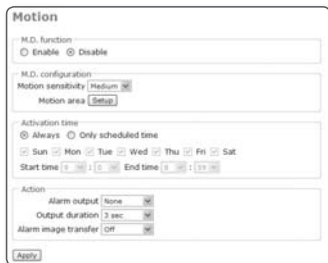 Motion
M.D. function
Enable Disable
M.D. configuration
Motion sensitivity Medium
Motion area Setup
Activation time
Always Only scheduled time
Sun Mon Tue Wed Thu Fri Sat
Start time : End time :
Action
Alarm output None
Output duration 3 sec
Alarm image transfer Off
Apply